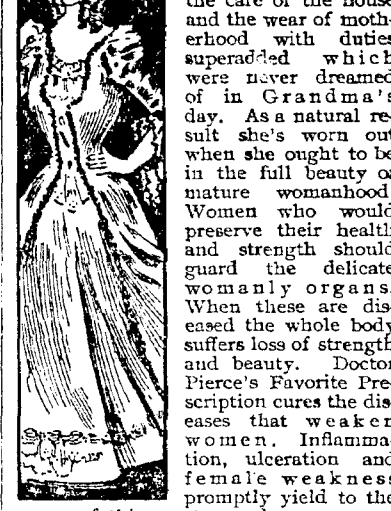 the care of the house
and the wear of moth-
erhood with duties
superadded which
were never dreamed
of in Grandma's
day. As a natural re-
sult she's worn out
when she ought to be
in the full beauty of
mature womanhood.
Women who would
preserve their health
and strength should
guard the delicate
womanly organs.
When these are dis-
eased the whole body
suffers loss of strength
and beauty. Doctor
Pierce's Favorite Pre-
scription cures the dis-
eases that weaken
women. Inflamma-
tion, ulceration and
female weakness
promptly yield to the